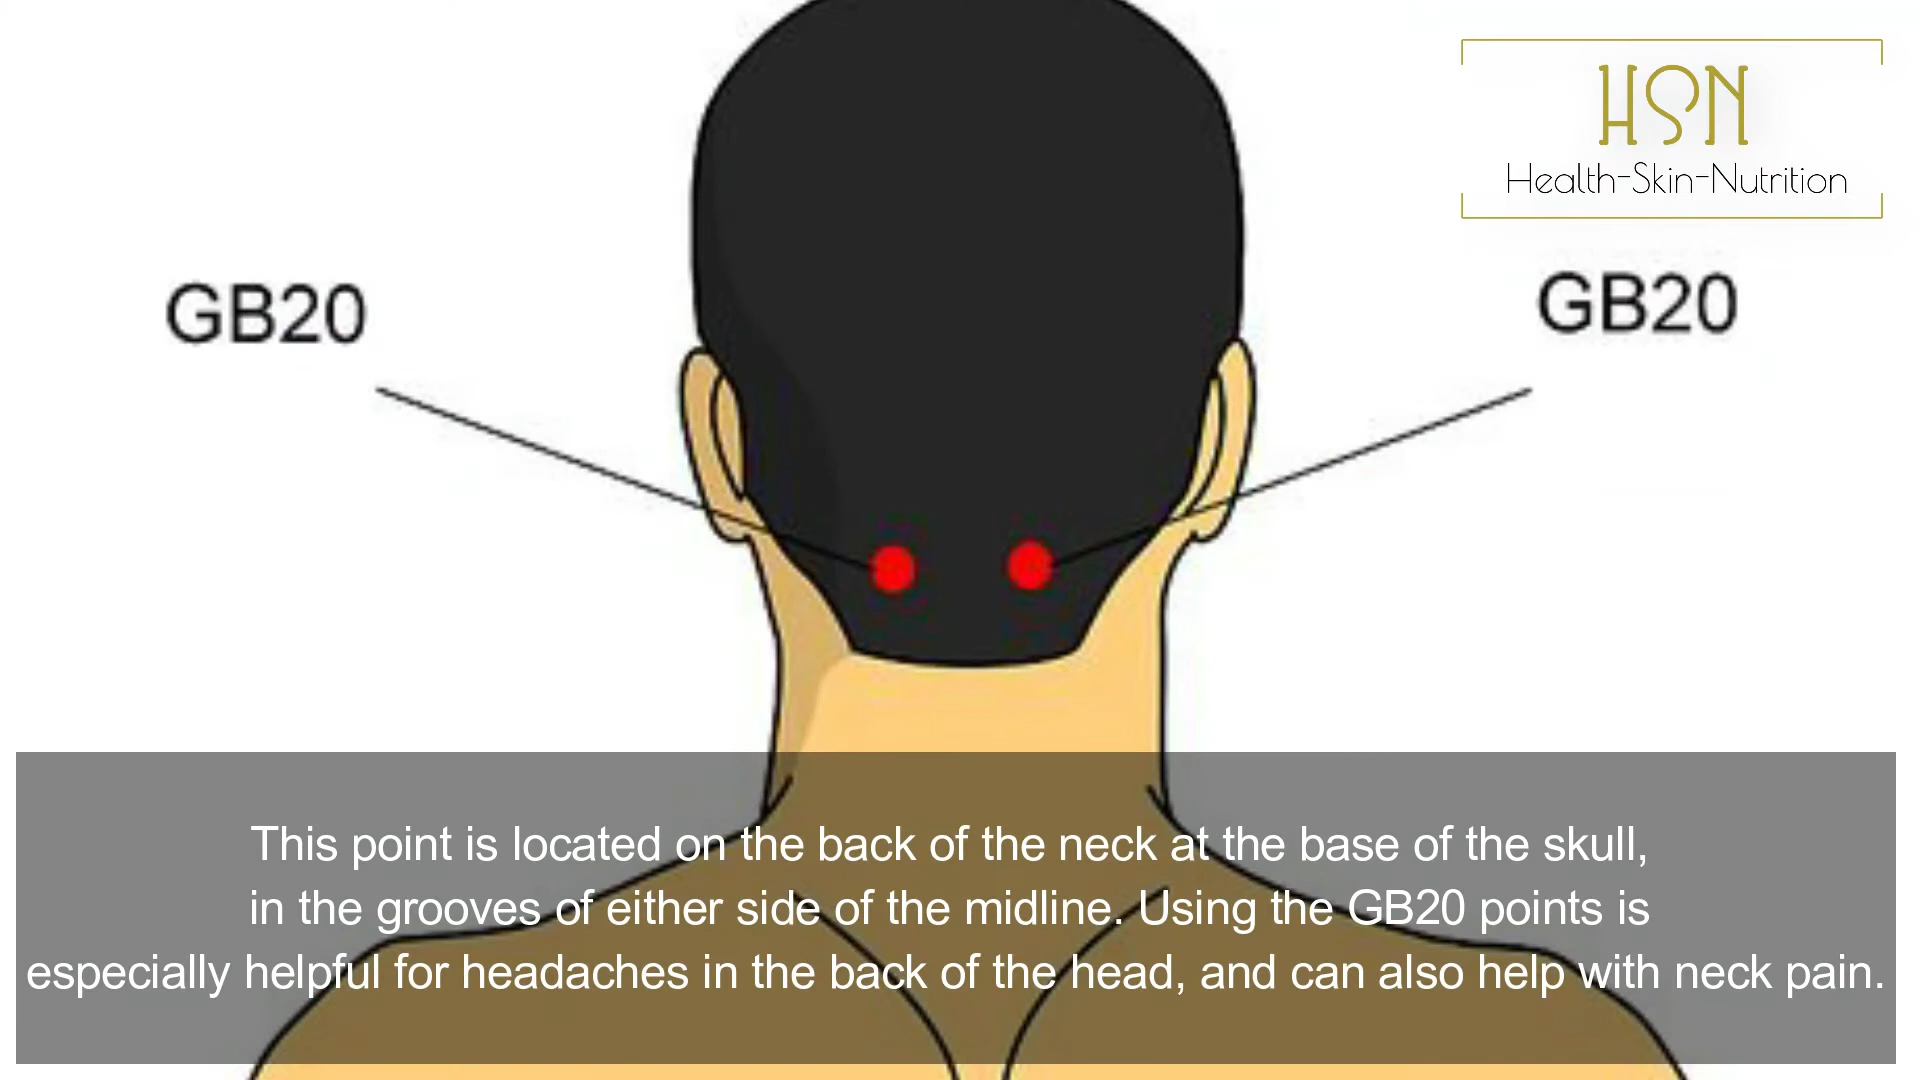 HSN
Health-Skin-Nutrition
GB20
GB20
This point is located on the back of the neck at the base of the skull,
in the grooves of either side of the midline. Using the GB20 points is
especially helpful for headaches in the back of the head, and can also help with neck pain.